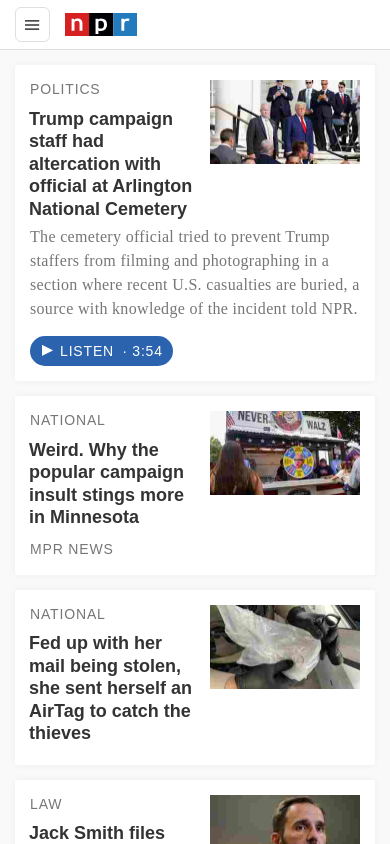 npr
POLITICS
Trump campaign
staff had
altercation with
official at Arlington
National Cemetery
The cemetery official tried to prevent Trump
staffers from filming and photographing in a
section where recent U.S. casualties are buried, a
source with knowledge of the incident told NPR.
LISTEN · 3:54
NATIONAL
Weird. Why the
popular campaign
insult stings more
in Minnesota
MPR NEWS
NEVER
WALZ
NATIONAL
Fed up with her
mail being stolen,
she sent herself an
AirTag to catch the
thieves
LAW
Jack Smith files